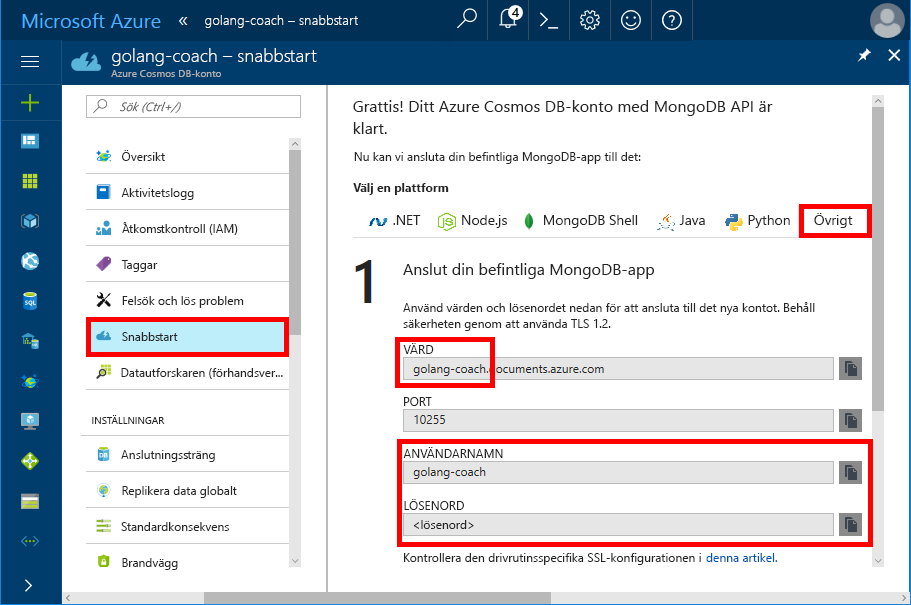 Microsoft Azure « golang-coach – snabbstart 4
golang-coach – snabbstart
Azure Cosmos DB-konto
Sök (Ctrl+/)
Översikt
Aktivitetslogg
Åtkomstkontroll (IAM)
Taggar
Felsök och lös problem
Snabbstart
Datautforskaren (förhandsver...
INSTÄLLNINGAR
Anslutningssträng
Replikera data globalt
Standardkonsekvens
Brandvägg
Grattis! Ditt Azure Cosmos DB-konto med MongoDB API är
klart.
Nu kan vi ansluta din befintliga MongoDB-app till det:
Välj en plattform
.NET Node.js MongoDB Shell Java Python Övrigt
1 Anslut din befintliga MongoDB-app
Använd värden och lösenordet nedan för att ansluta till det nya kontot. Behåll
säkerheten genom att använda TLS 1.2.
VÄRD
golang-coach.documents.azure.com
PORT
10255
ANVÄNDARNAMN
golang-coach
LÖSENORD
<lösenord>
Kontrollera den drivrutinsspecifika SSL-konfigurationen i denna artikel.
SQL
DB